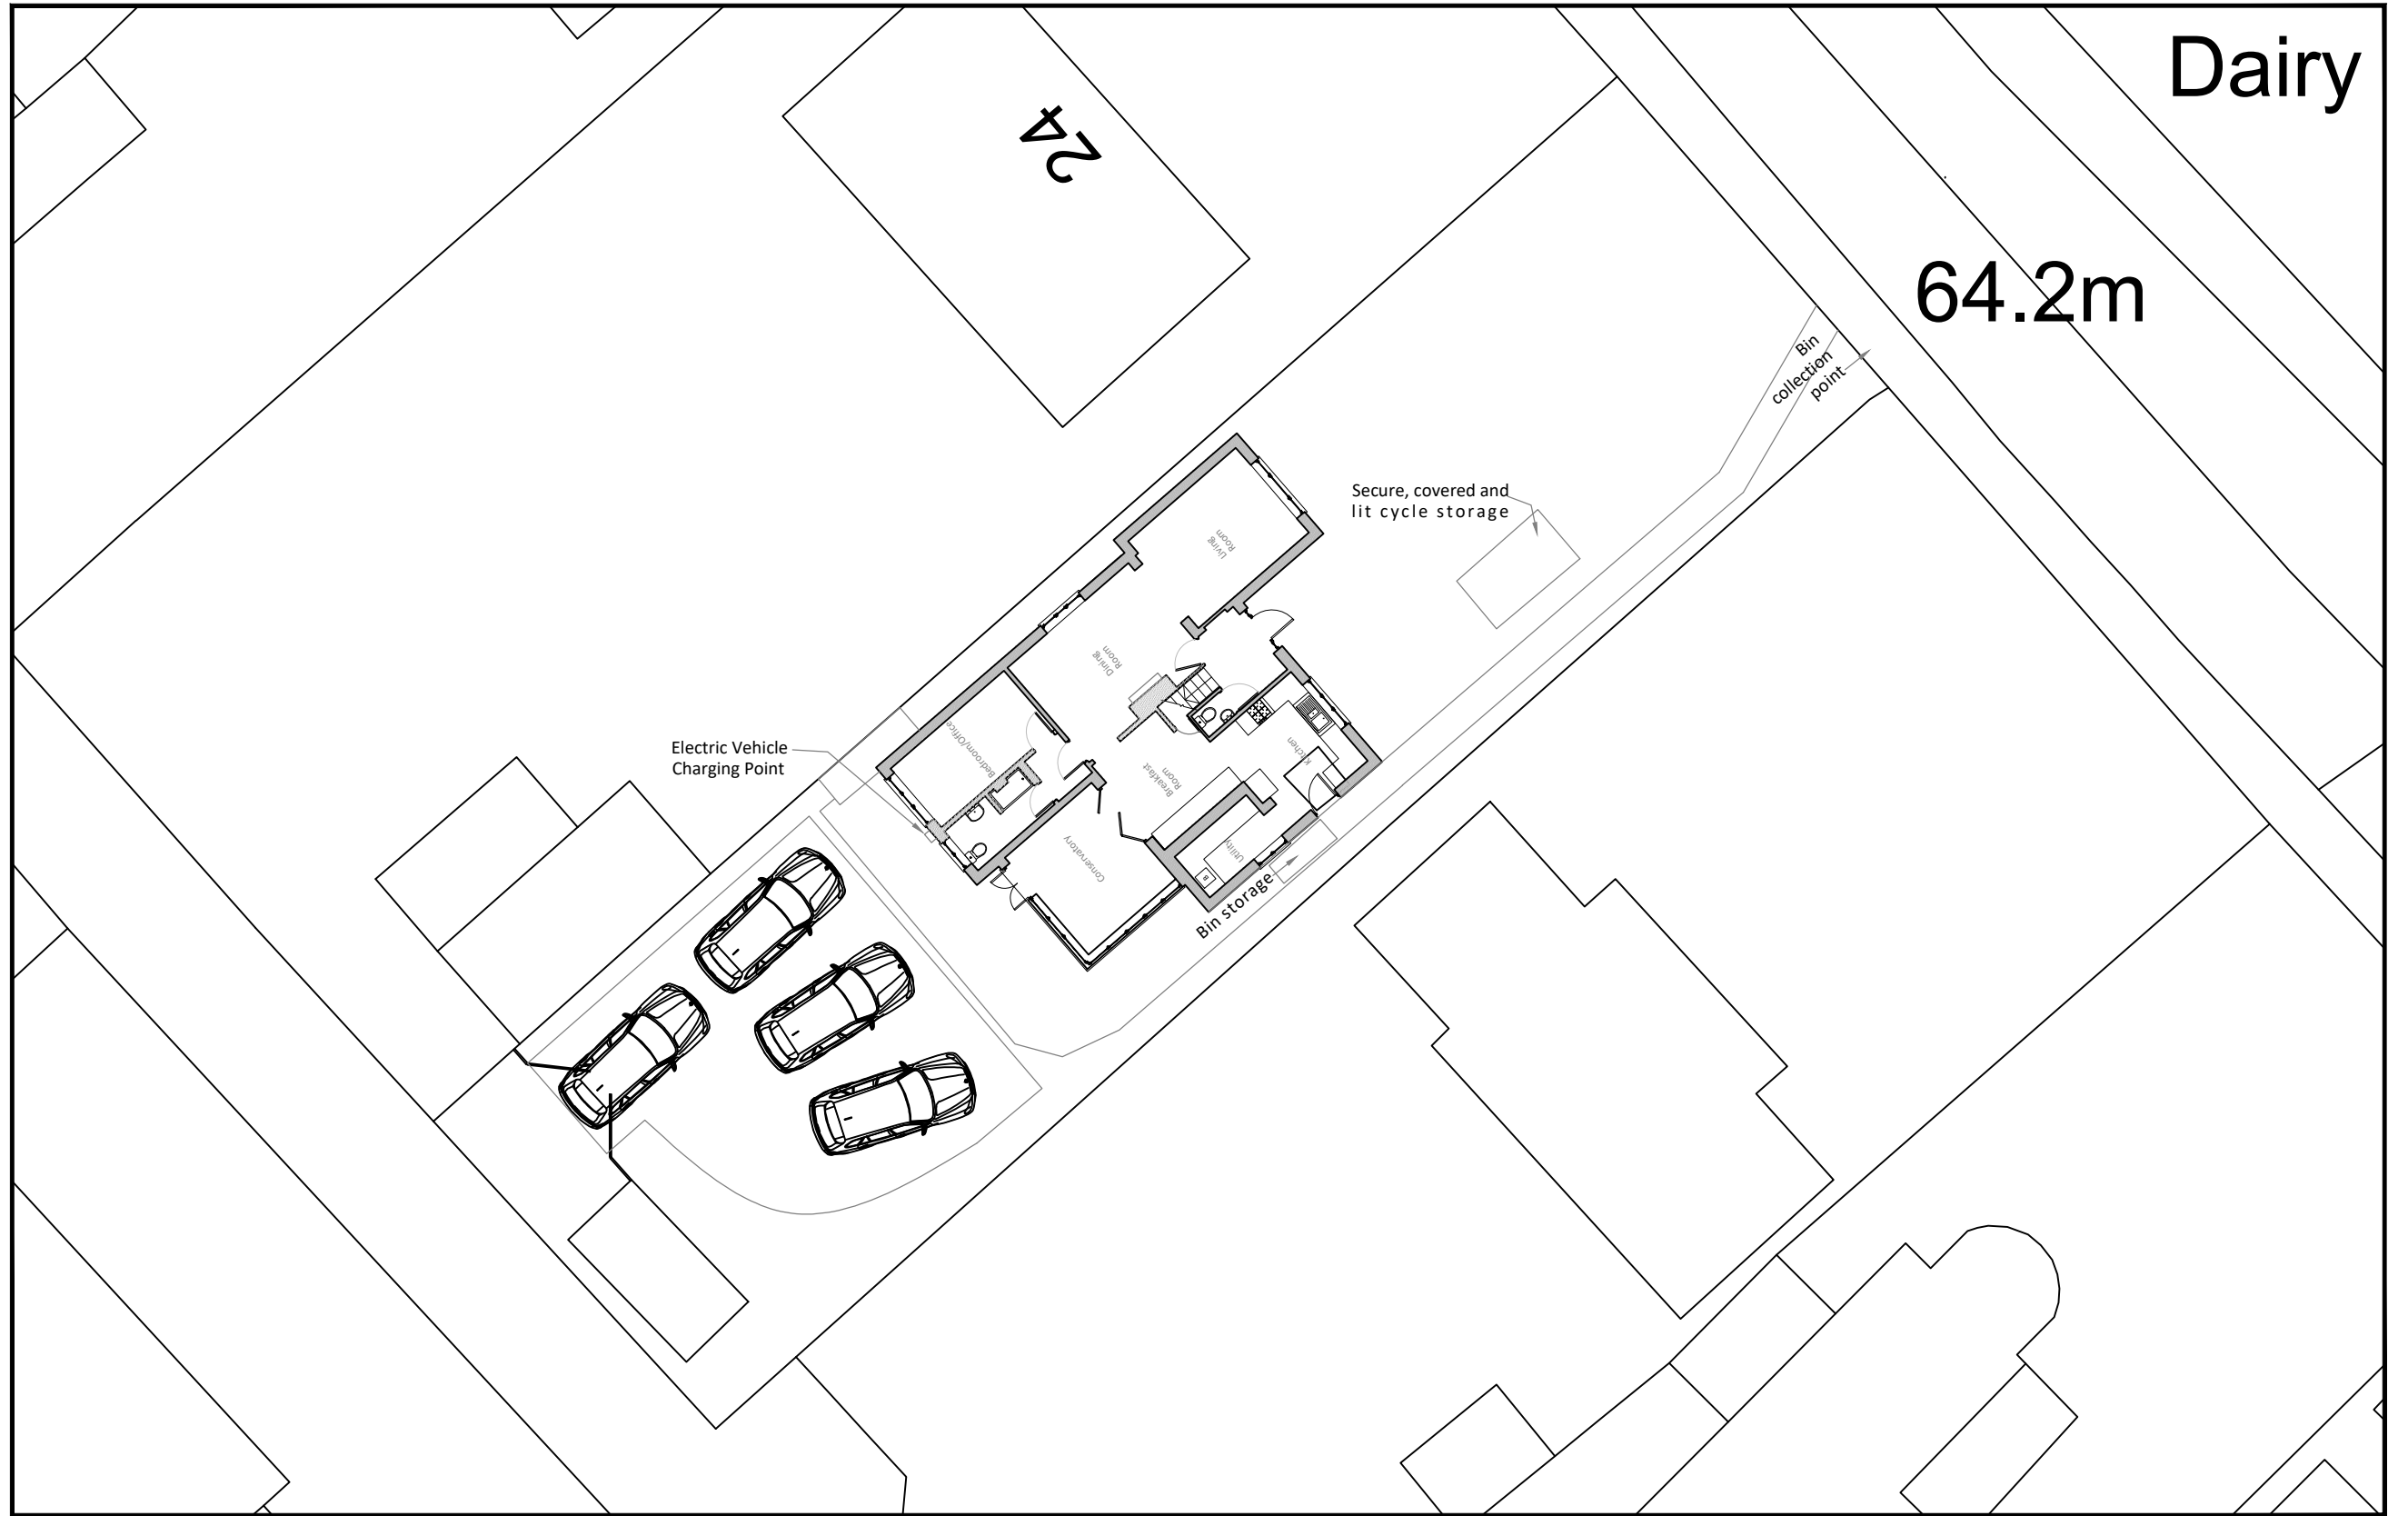 Dairy
24
64.2m
Bin
collection
point
Secure, covered and
lit cycle storage
Living
Room
Dining
Room
Electric Vehicle
Charging Point
Bedroom/Office
Kitchen
Breakfast
Room
Conservatory
Utility
B
Bin storage